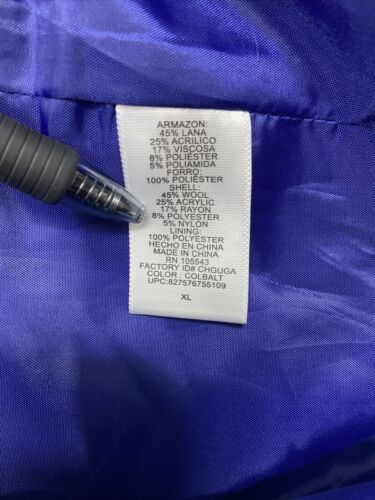 ARMAZON:
45% LANA
25% ACRILICO
17% VISCOSA
8% POLIÉSTER
5% POLIAMIDA
FORRO:
100% POLIÉSTER
SHELL:
45% WOOL
25% ACRYLIC
17% RAYON
8% POLYESTER
5% NYLON
LINING:
100% POLYESTER
HECHO EN CHINA
MADE IN CHINA
RN 105543
FACTORY ID# CHGUGA
COLOR : COLBALT
UPC:827576755109
XL